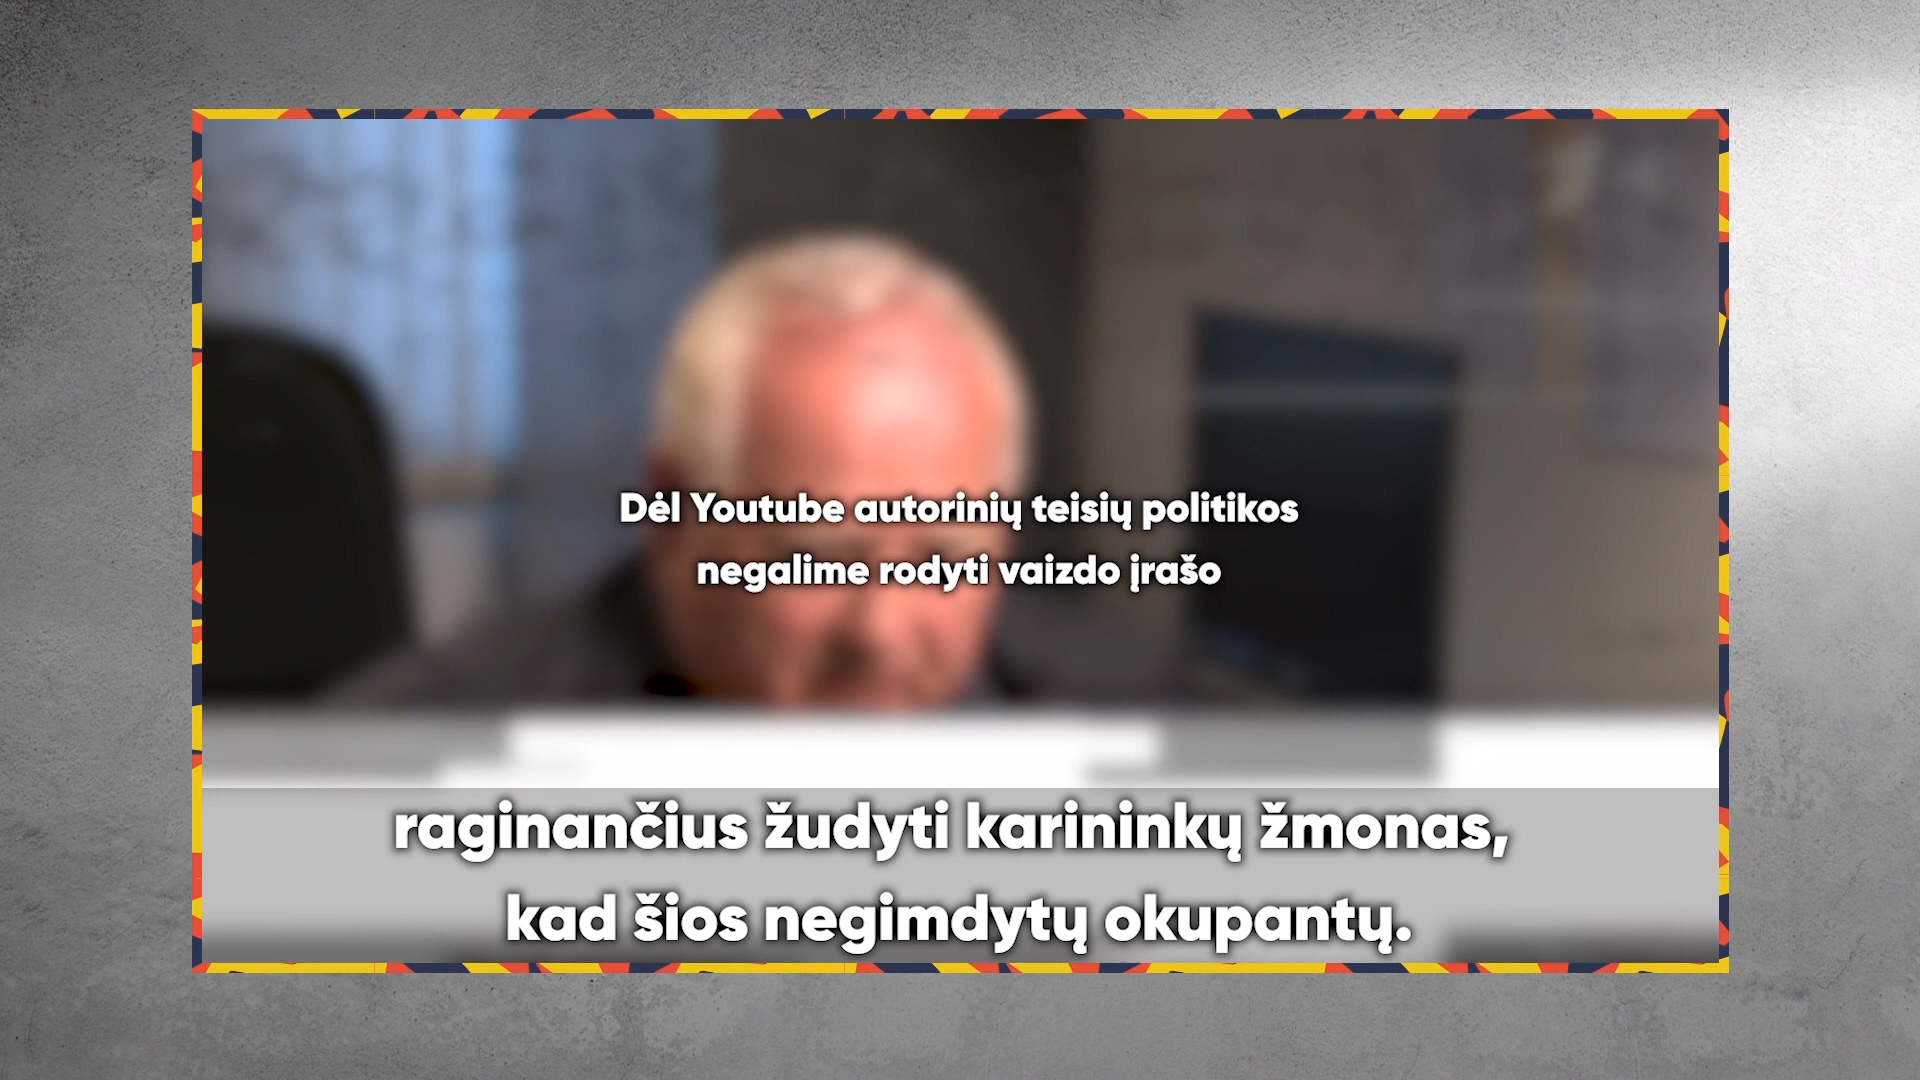 Dėl Youtube autorinių teisių politikos
negalime rodyti vaizdo įrašo
raginančius žudyti karininkų žmonas,
kad šios negimdytų okupantų.